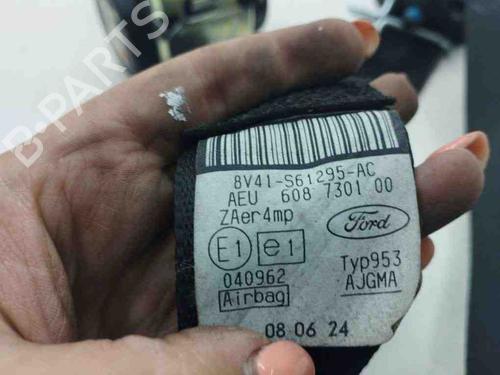 8V41-S61295-AC
AEU 608 7301 00
ZAer4mp
Ford
E1 e1
Typ953
040962
AJGMA
Airbag
08 06 24
B-PARTS